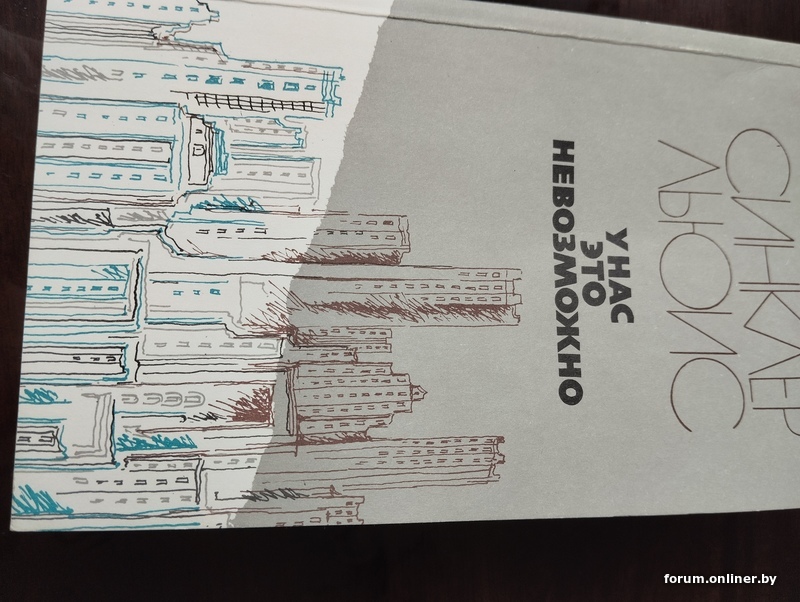 СИНКЛЕР
ЛЬЮИС
У НАС
ЭТО
НЕВОЗМОЖНО
forum.onliner.by